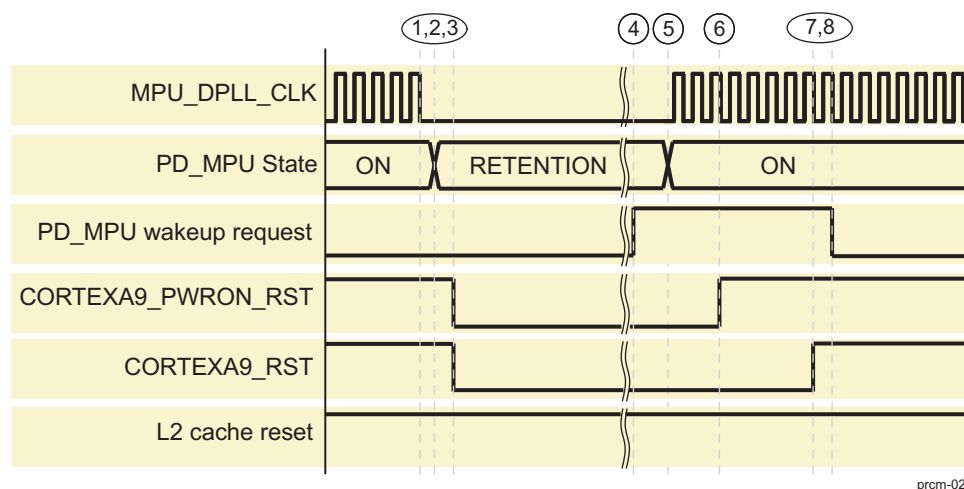 1,2,3 4 5 6 7,8
MPU_DPLL_CLK
PD_MPU State ON RETENTION ON
PD_MPU wakeup request
CORTEXA9_PWRON_RST
CORTEXA9_RST
L2 cache reset
prcm-02